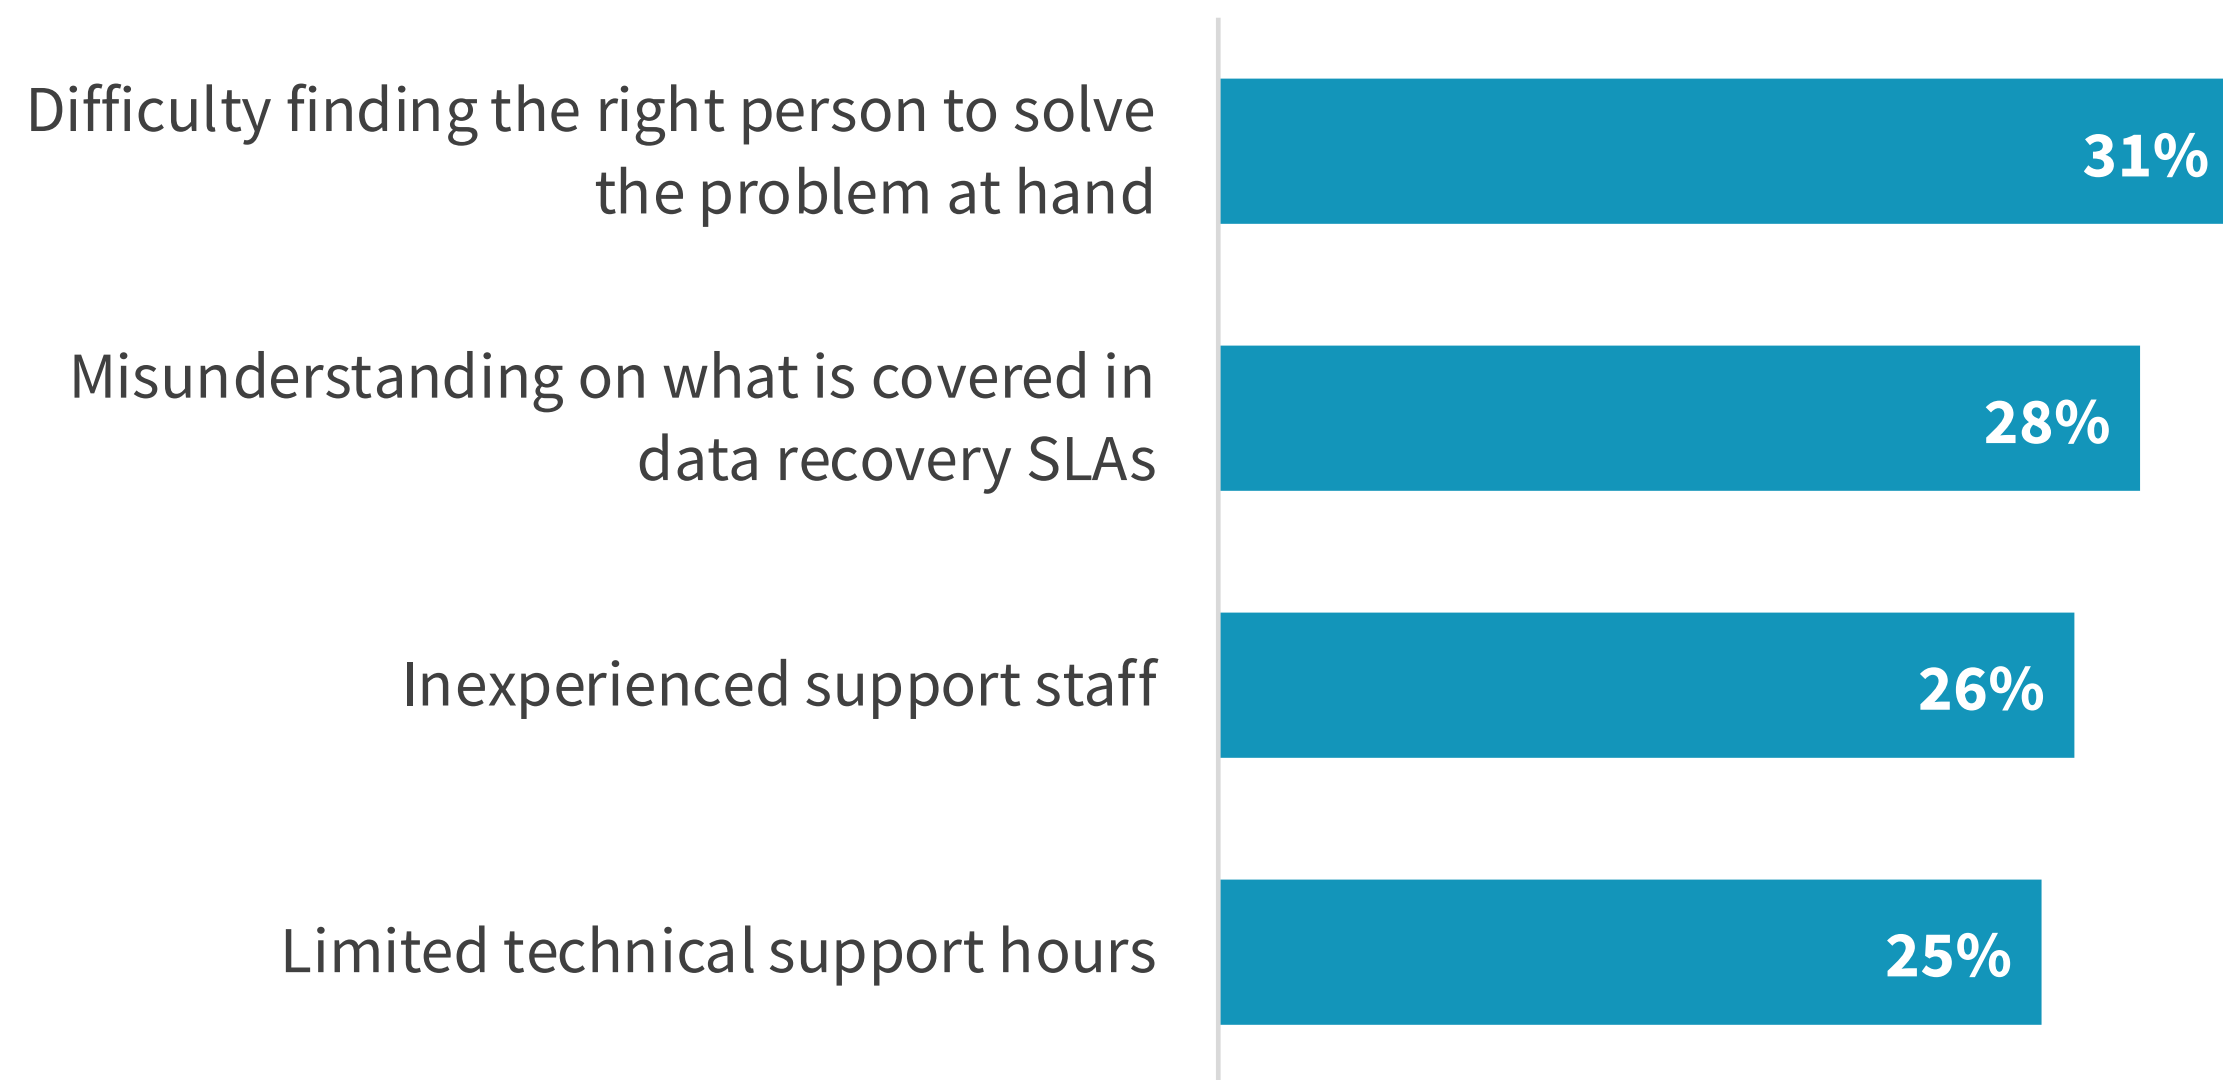 Difficulty finding the right person to solve
the problem at hand
31%
Misunderstanding on what is covered in
data recovery SLAs
28%
Inexperienced support staff
26%
Limited technical support hours
25%